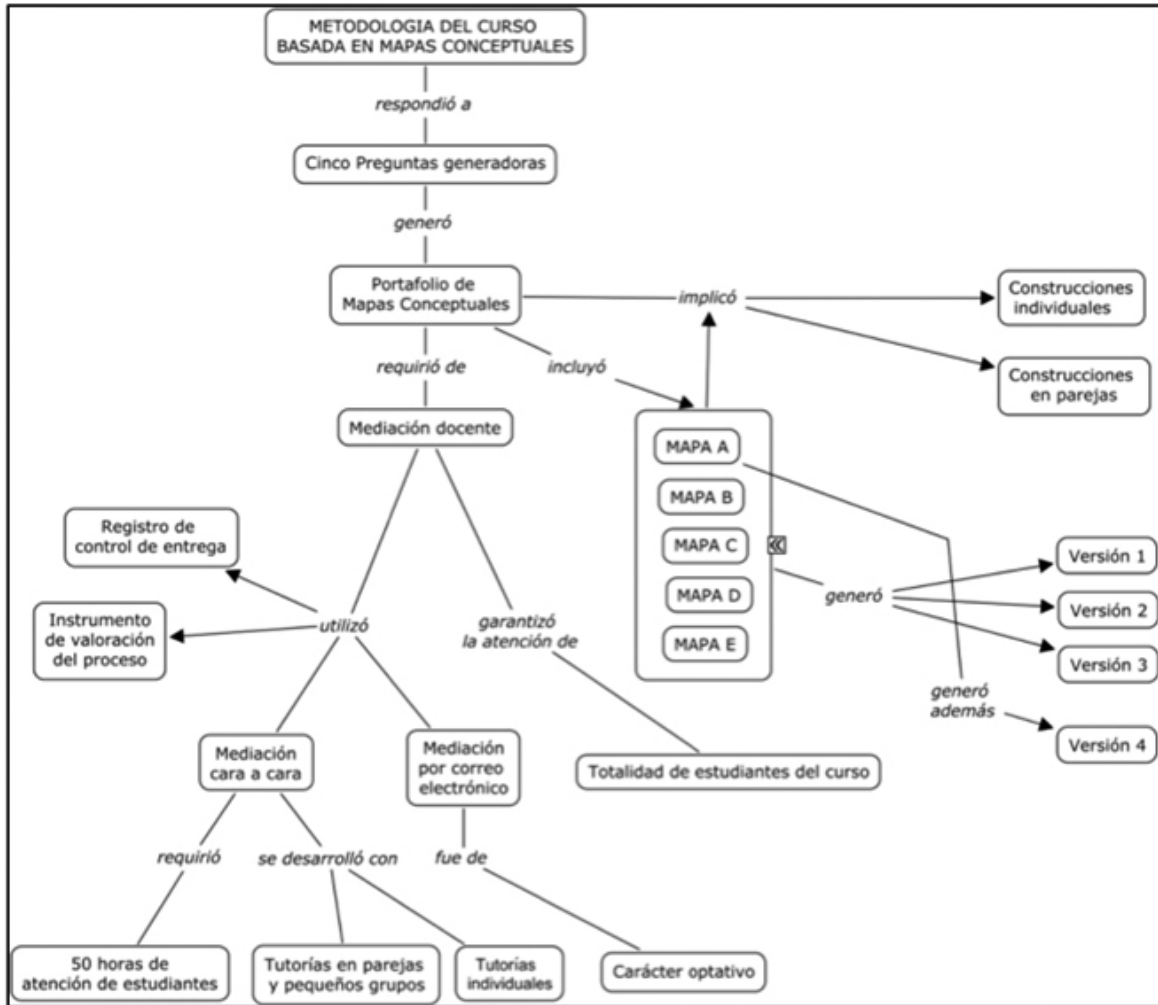 METODOLOGIA DEL CURSO
BASADA EN MAPAS CONCEPTUALES
respondió a
Cinco Preguntas generadoras
generó
Portafolio de
Mapas Conceptuales
implicó
Construcciones
individuales
Construcciones
en parejas
requirió de
incluyó
Mediación docente
MAPA A
MAPA B
MAPA C
MAPA D
MAPA E
generó
Versión 1
Versión 2
Versión 3
generó
además
Versión 4
Registro de
control de entrega
Instrumento
de valoración
del proceso
utilizó
garantizó
la atención de
Totalidad de estudiantes del curso
Mediación
cara a cara
Mediación
por correo
electrónico
requirió
se desarrolló con
fue de
50 horas de
atención de estudiantes
Tutorías en parejas
y pequeños grupos
Tutorías
individuales
Carácter optativo